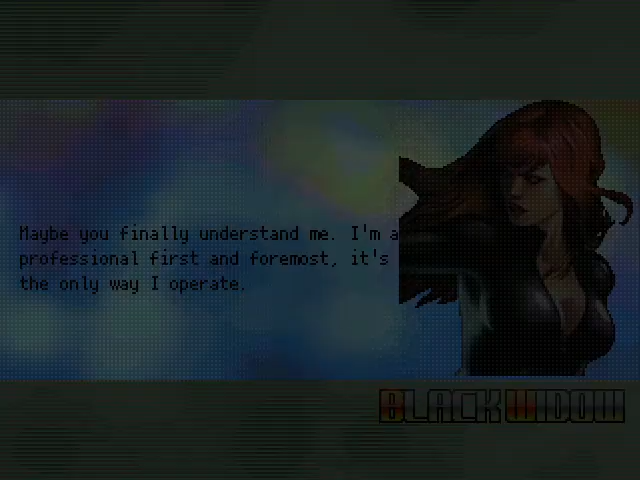 Maybe you finally understand me. I'm a
professional first and foremost, it's
the only way I operate.
BLACK WIDOW